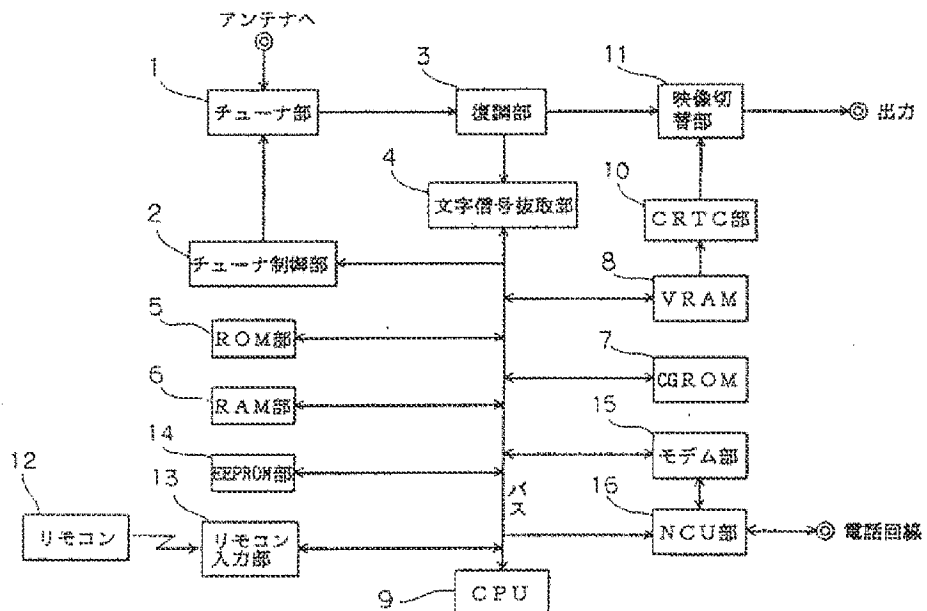 アンテナへ
1
チューナ部
3
復調部
11
映像切
替部
出力
4
文字信号抜取部
10
CRTC部
2
チューナ制御部
8
VRAM
5
ROM部
7
CGROM
6
RAM部
15
モデム部
14
EEPROM部
バス
12
リモコン
13
リモコン
入力部
16
NCU部
電話回線
9
CPU